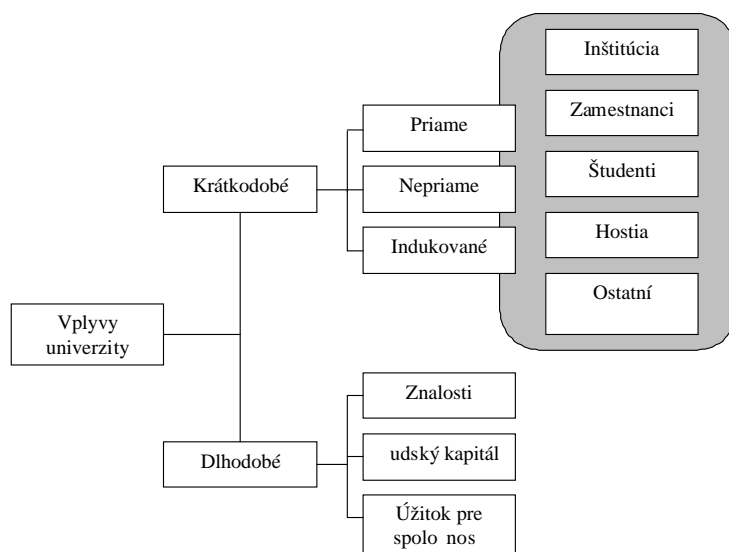 Inštitúcia
Zamestnanci
Študenti
Hostia
Ostatní
Priame
Nepriame
Indukované
Krátkodobé
Vplyvy
univerzity
Dlhodobé
Znalosti
udský kapitál
Úžitok pre
spolo nos